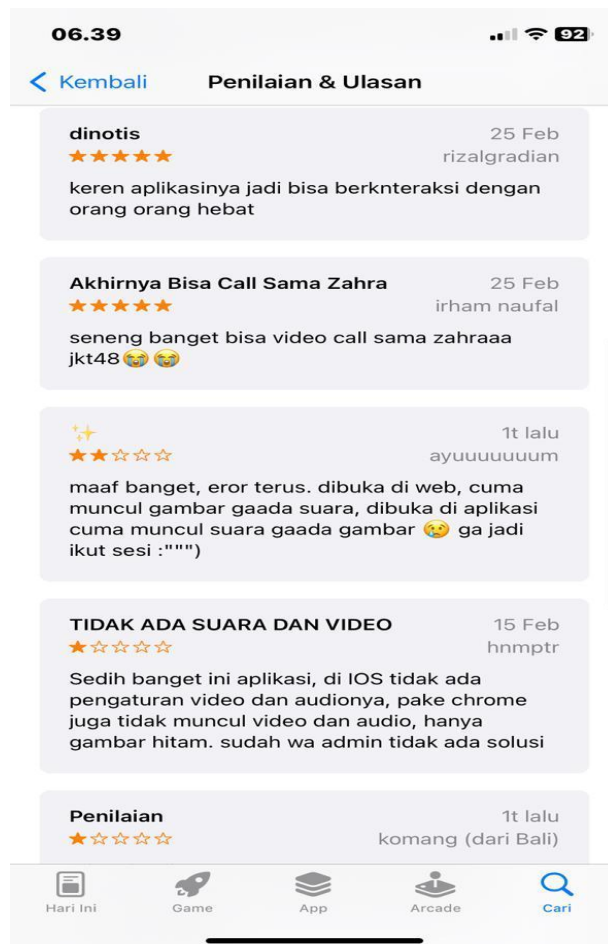 06.39
92
Kembali
Penilaian & Ulasan
dinotis
25 Feb
rizalgradian
keren aplikasinya jadi bisa berknteraksi dengan
orang orang hebat
Akhirnya Bisa Call Sama Zahra
25 Feb
irham naufal
seneng banget bisa video call sama zahraaa
jkt48😭😭
✨
1t lalu
ayuuuuuuum
maaf banget, eror terus. dibuka di web, cuma
muncul gambar gaada suara, dibuka di aplikasi
cuma muncul suara gaada gambar 😢 ga jadi
ikut sesi :""")
TIDAK ADA SUARA DAN VIDEO
15 Feb
hnmptr
Sedih banget ini aplikasi, di IOS tidak ada
pengaturan video dan audionya, pake chrome
juga tidak muncul video dan audio, hanya
gambar hitam. sudah wa admin tidak ada solusi
Penilaian
1t lalu
komang (dari Bali)
Hari Ini
Game
App
Arcade
Cari